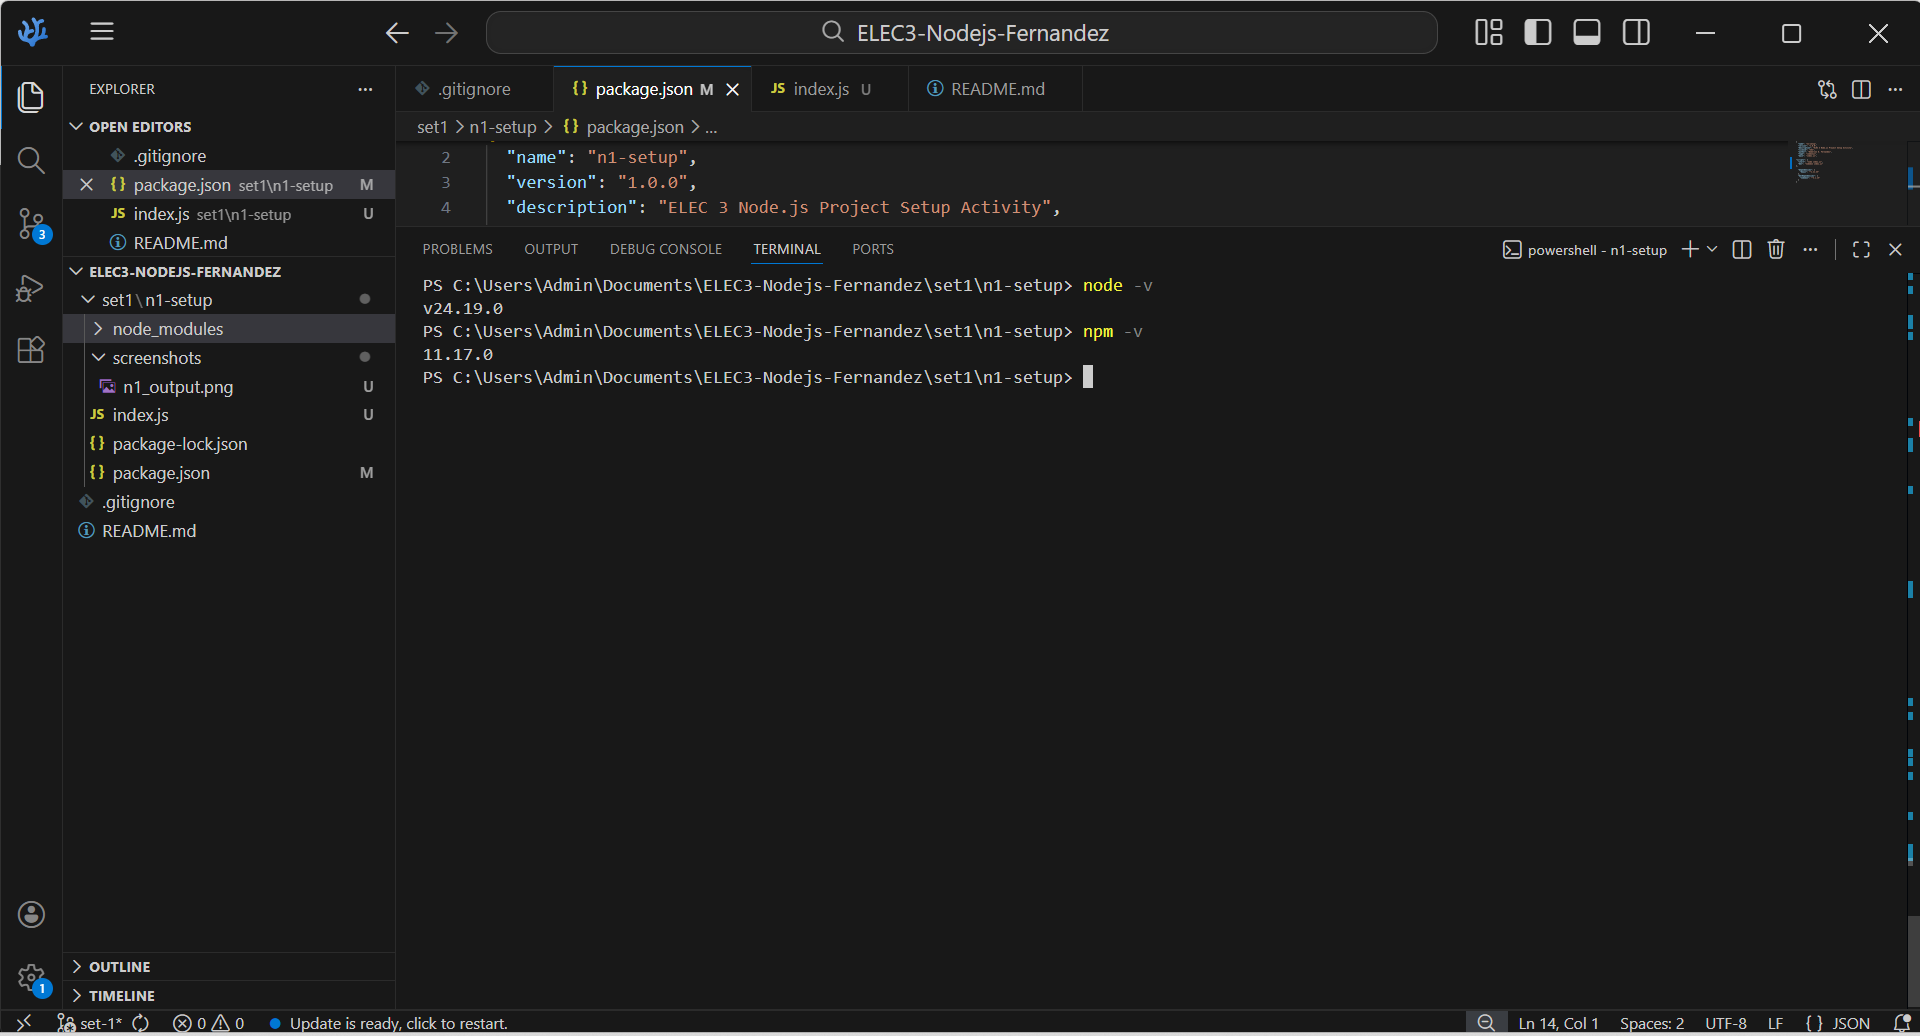 ELEC3-Nodejs-Fernandez
EXPLORER
OPEN EDITORS
.gitignore
package.json set1\n1-setup M
index.js set1\n1-setup U
README.md
ELEC3-NODEJS-FERNANDEZ
set1\n1-setup
node_modules
screenshots
n1_output.png U
JS index.js U
package-lock.json
package.json M
.gitignore
README.md
OUTLINE
TIMELINE
.gitignore
package.json M
JS index.js U
README.md
set1 > n1-setup > {} package.json > ...
2 "name": "n1-setup",
3 "version": "1.0.0",
4 "description": "ELEC 3 Node.js Project Setup Activity",
PROBLEMS OUTPUT DEBUG CONSOLE TERMINAL PORTS
powershell - n1-setup
PS C:\Users\Admin\Documents\ELEC3-Nodejs-Fernandez\set1\n1-setup> node -v
v24.19.0
PS C:\Users\Admin\Documents\ELEC3-Nodejs-Fernandez\set1\n1-setup> npm -v
11.17.0
PS C:\Users\Admin\Documents\ELEC3-Nodejs-Fernandez\set1\n1-setup>
3
1
set-1* 0 0 Update is ready, click to restart. Ln 14, Col 1 Spaces: 2 UTF-8 LF {} JSON